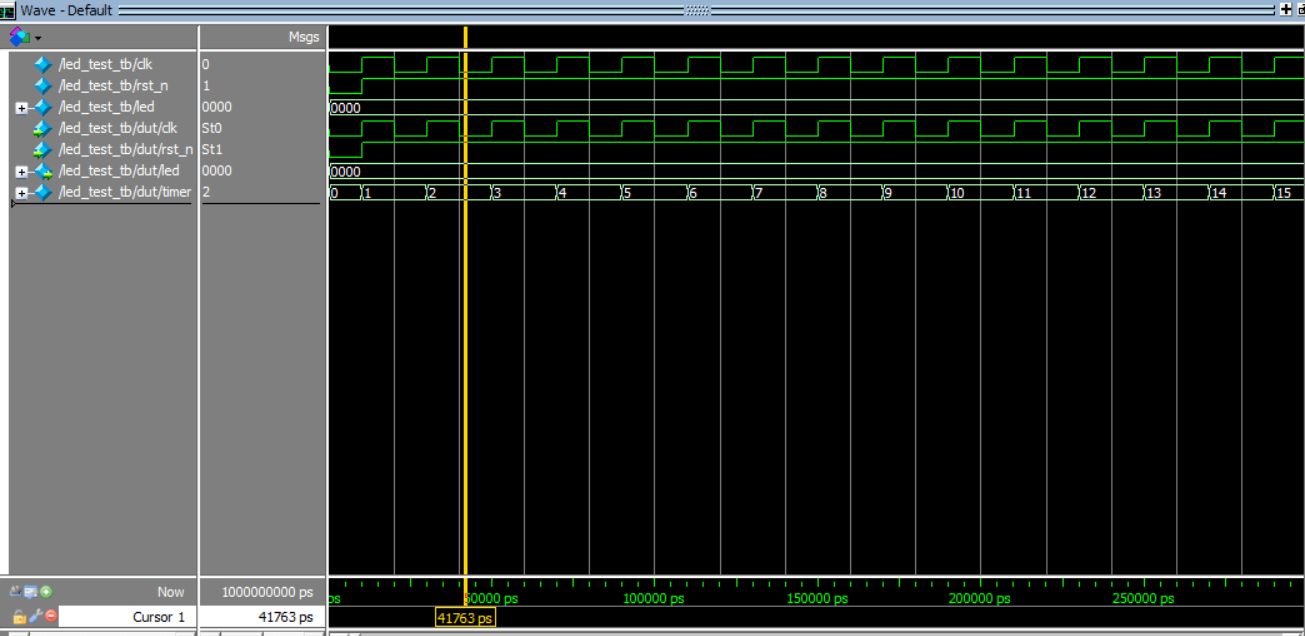 Wave - Default
Msgs
/led_test_tb/clk 0
/led_test_tb/rst_n 1
/led_test_tb/led 0000 0000
/led_test_tb/dut/clk St0
/led_test_tb/dut/rst_n St1
/led_test_tb/dut/led 0000 0000
/led_test_tb/dut/timer 2 0 1 2 3 4 5 6 7 8 9 10 11 12 13 14 15
Now 1000000000 ps ps 50000 ps 100000 ps 150000 ps 200000 ps 250000 ps
Cursor 1 41763 ps 41763 ps